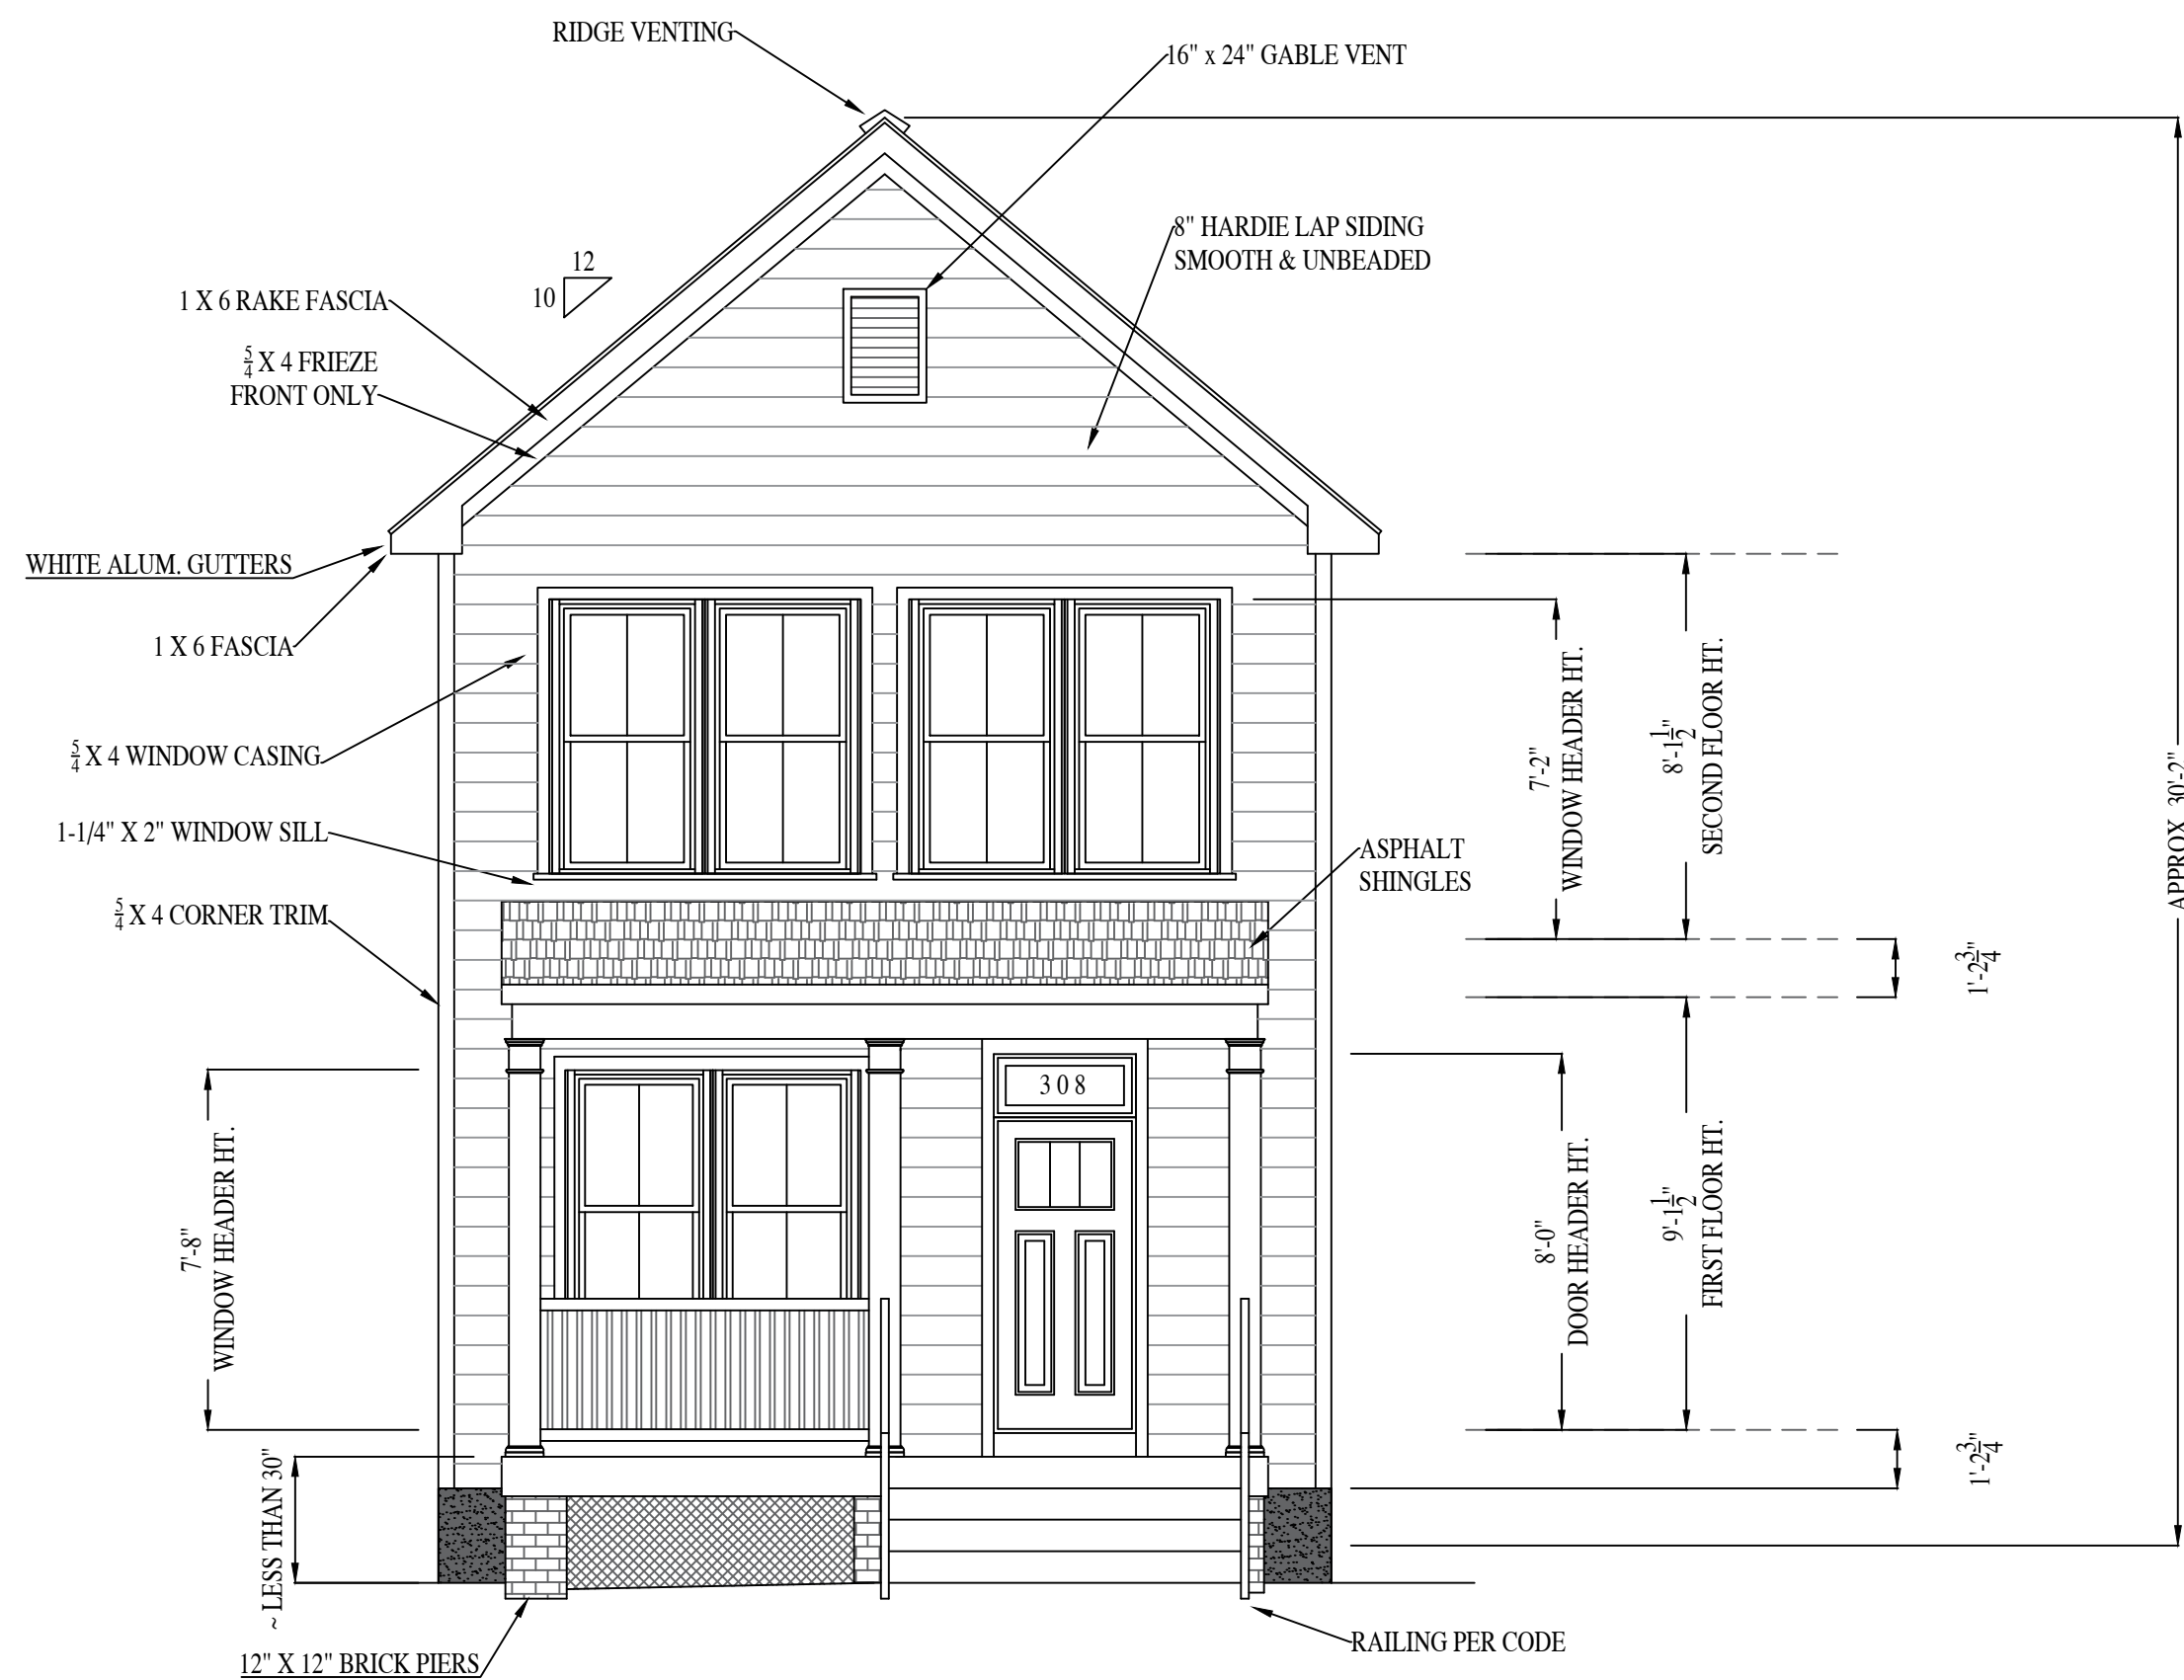 RIDGE VENTING
16" x 24" GABLE VENT
8" HARDIE LAP SIDING
SMOOTH & UNBEADED
12
10
1 X 6 RAKE FASCIA
5/4 X 4 FRIEZE
FRONT ONLY
WHITE ALUM. GUTTERS
1 X 6 FASCIA
5/4 X 4 WINDOW CASING
1-1/4" X 2" WINDOW SILL
5/4 X 4 CORNER TRIM
ASPHALT
SHINGLES
7'-2"
WINDOW HEADER HT.
8'-1 1/2"
SECOND FLOOR HT.
APPROX. 30'-2"
1'-2 3/4"
308
7'-8"
WINDOW HEADER HT.
8'-0"
DOOR HEADER HT.
9'-1 1/2"
FIRST FLOOR HT.
1'-2 3/4"
~ LESS THAN 30"
12" X 12" BRICK PIERS
RAILING PER CODE